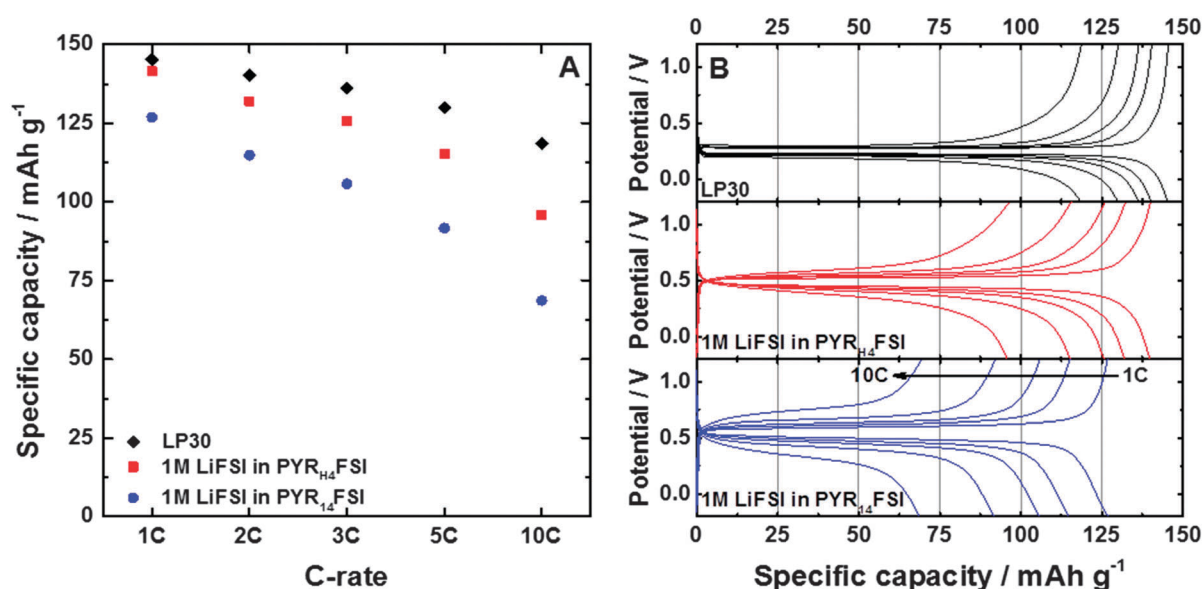 150
125
100
75
50
25
0
Specific capacity / mAh g⁻¹
A
LP30
1M LiFSI in PYR_H4FSI
1M LiFSI in PYR_14FSI
1C 2C 3C 5C 10C
C-rate
0 25 50 75 100 125 150
B
1.0
0.5
0.0
Potential / V
LP30
1.0
0.5
0.0
Potential / V
1M LiFSI in PYR_H4FSI
1.0
0.5
0.0
Potential / V
10C 1C
1M LiFSI in PYR_14FSI
0 25 50 75 100 125 150
Specific capacity / mAh g⁻¹